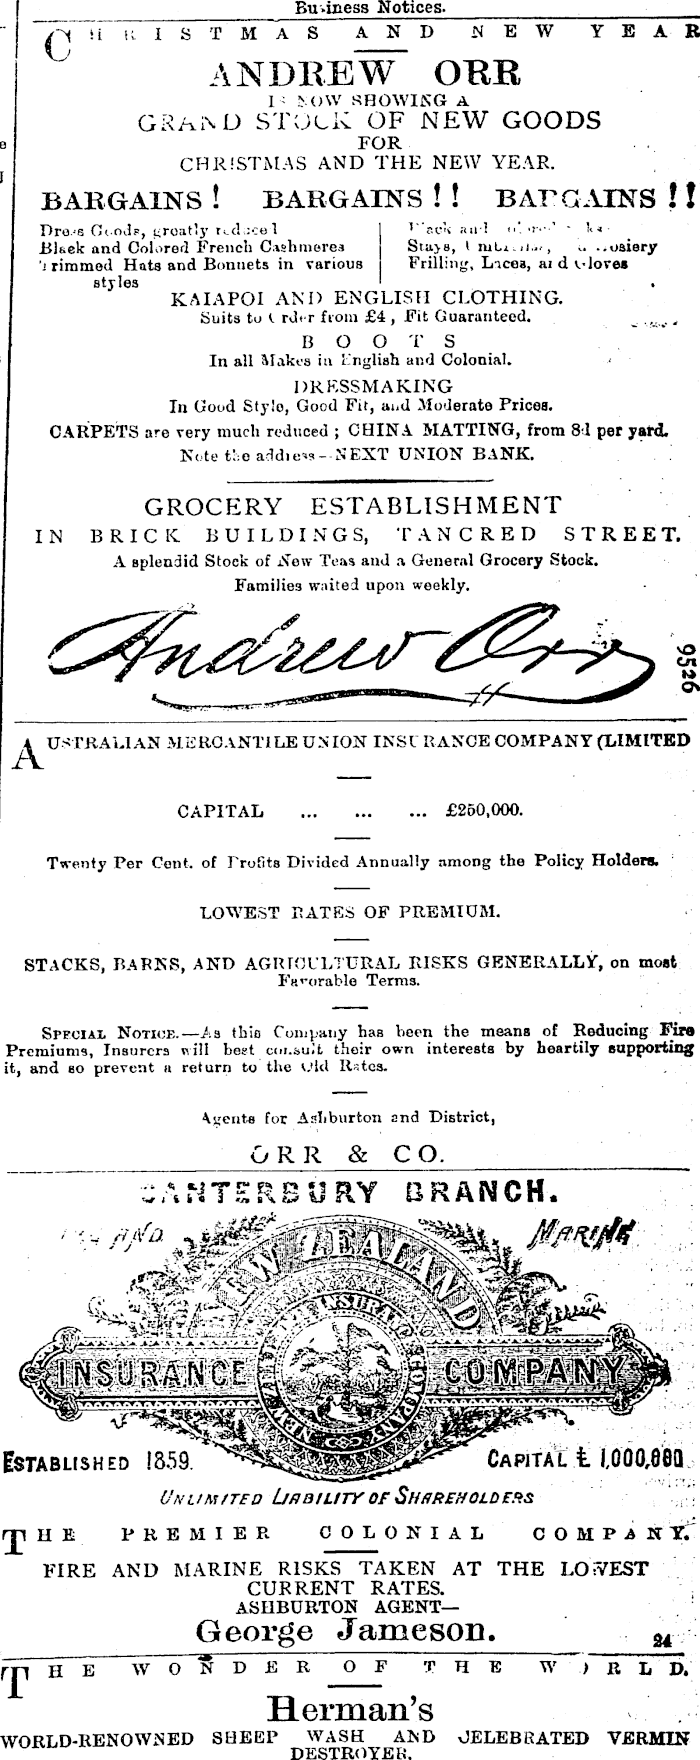 Business Notices.
CHRISTMAS AND NEW YEAR
ANDREW ORR
IS NOW SHOWING A
GRAND STOCK OF NEW GOODS
FOR
CHRISTMAS AND THE NEW YEAR.
BARGAINS! BARGAINS!! BARGAINS!!
Dress Goods, greatly reduced
Black and Colored French Cashmeres
Trimmed Hats and Bonnets in various
styles
Black and
Stays, Hosiery
Frilling, Laces, and Gloves
KAIAPOI AND ENGLISH CLOTHING.
Suits to Order from £4, Fit Guaranteed.
BOOTS
In all Makes in English and Colonial.
DRESSMAKING
In Good Style, Good Fit, and Moderate Prices.
CARPETS are very much reduced; CHINA MATTING, from 8d per yard.
Note the address—NEXT UNION BANK.
GROCERY ESTABLISHMENT
IN BRICK BUILDINGS, TANCRED STREET.
A splendid Stock of New Teas and a General Grocery Stock.
Families waited upon weekly.
Andrew Orr
9526
AUSTRALIAN MERCANTILE UNION INSURANCE COMPANY (LIMITED
CAPITAL ... ... ... £250,000.
Twenty Per Cent. of Profits Divided Annually among the Policy Holders.
LOWEST RATES OF PREMIUM.
STACKS, BARNS, AND AGRICULTURAL RISKS GENERALLY, on most
Favorable Terms.
SPECIAL NOTICE.—As this Company has been the means of Reducing Fire
Premiums, Insurers will best consult their own interests by heartily supporting
it, and so prevent a return to the Old Rates.
Agents for Ashburton and District,
ORR & CO.
CANTERBURY BRANCH.
AND MARINE
NEW ZEALAND
INSURANCE COMPANY
NEW ZEALAND INSURANCE COMPANY
ESTABLISHED 1859. CAPITAL £1,000,000
UNLIMITED LIABILITY OF SHAREHOLDERS
THE PREMIER COLONIAL COMPANY.
FIRE AND MARINE RISKS TAKEN AT THE LOWEST
CURRENT RATES.
ASHBURTON AGENT—
George Jameson.
24
THE WONDER OF THE WORLD.
Herman's
WORLD-RENOWNED SHEEP WASH AND CELEBRATED VERMIN
DESTROYER.